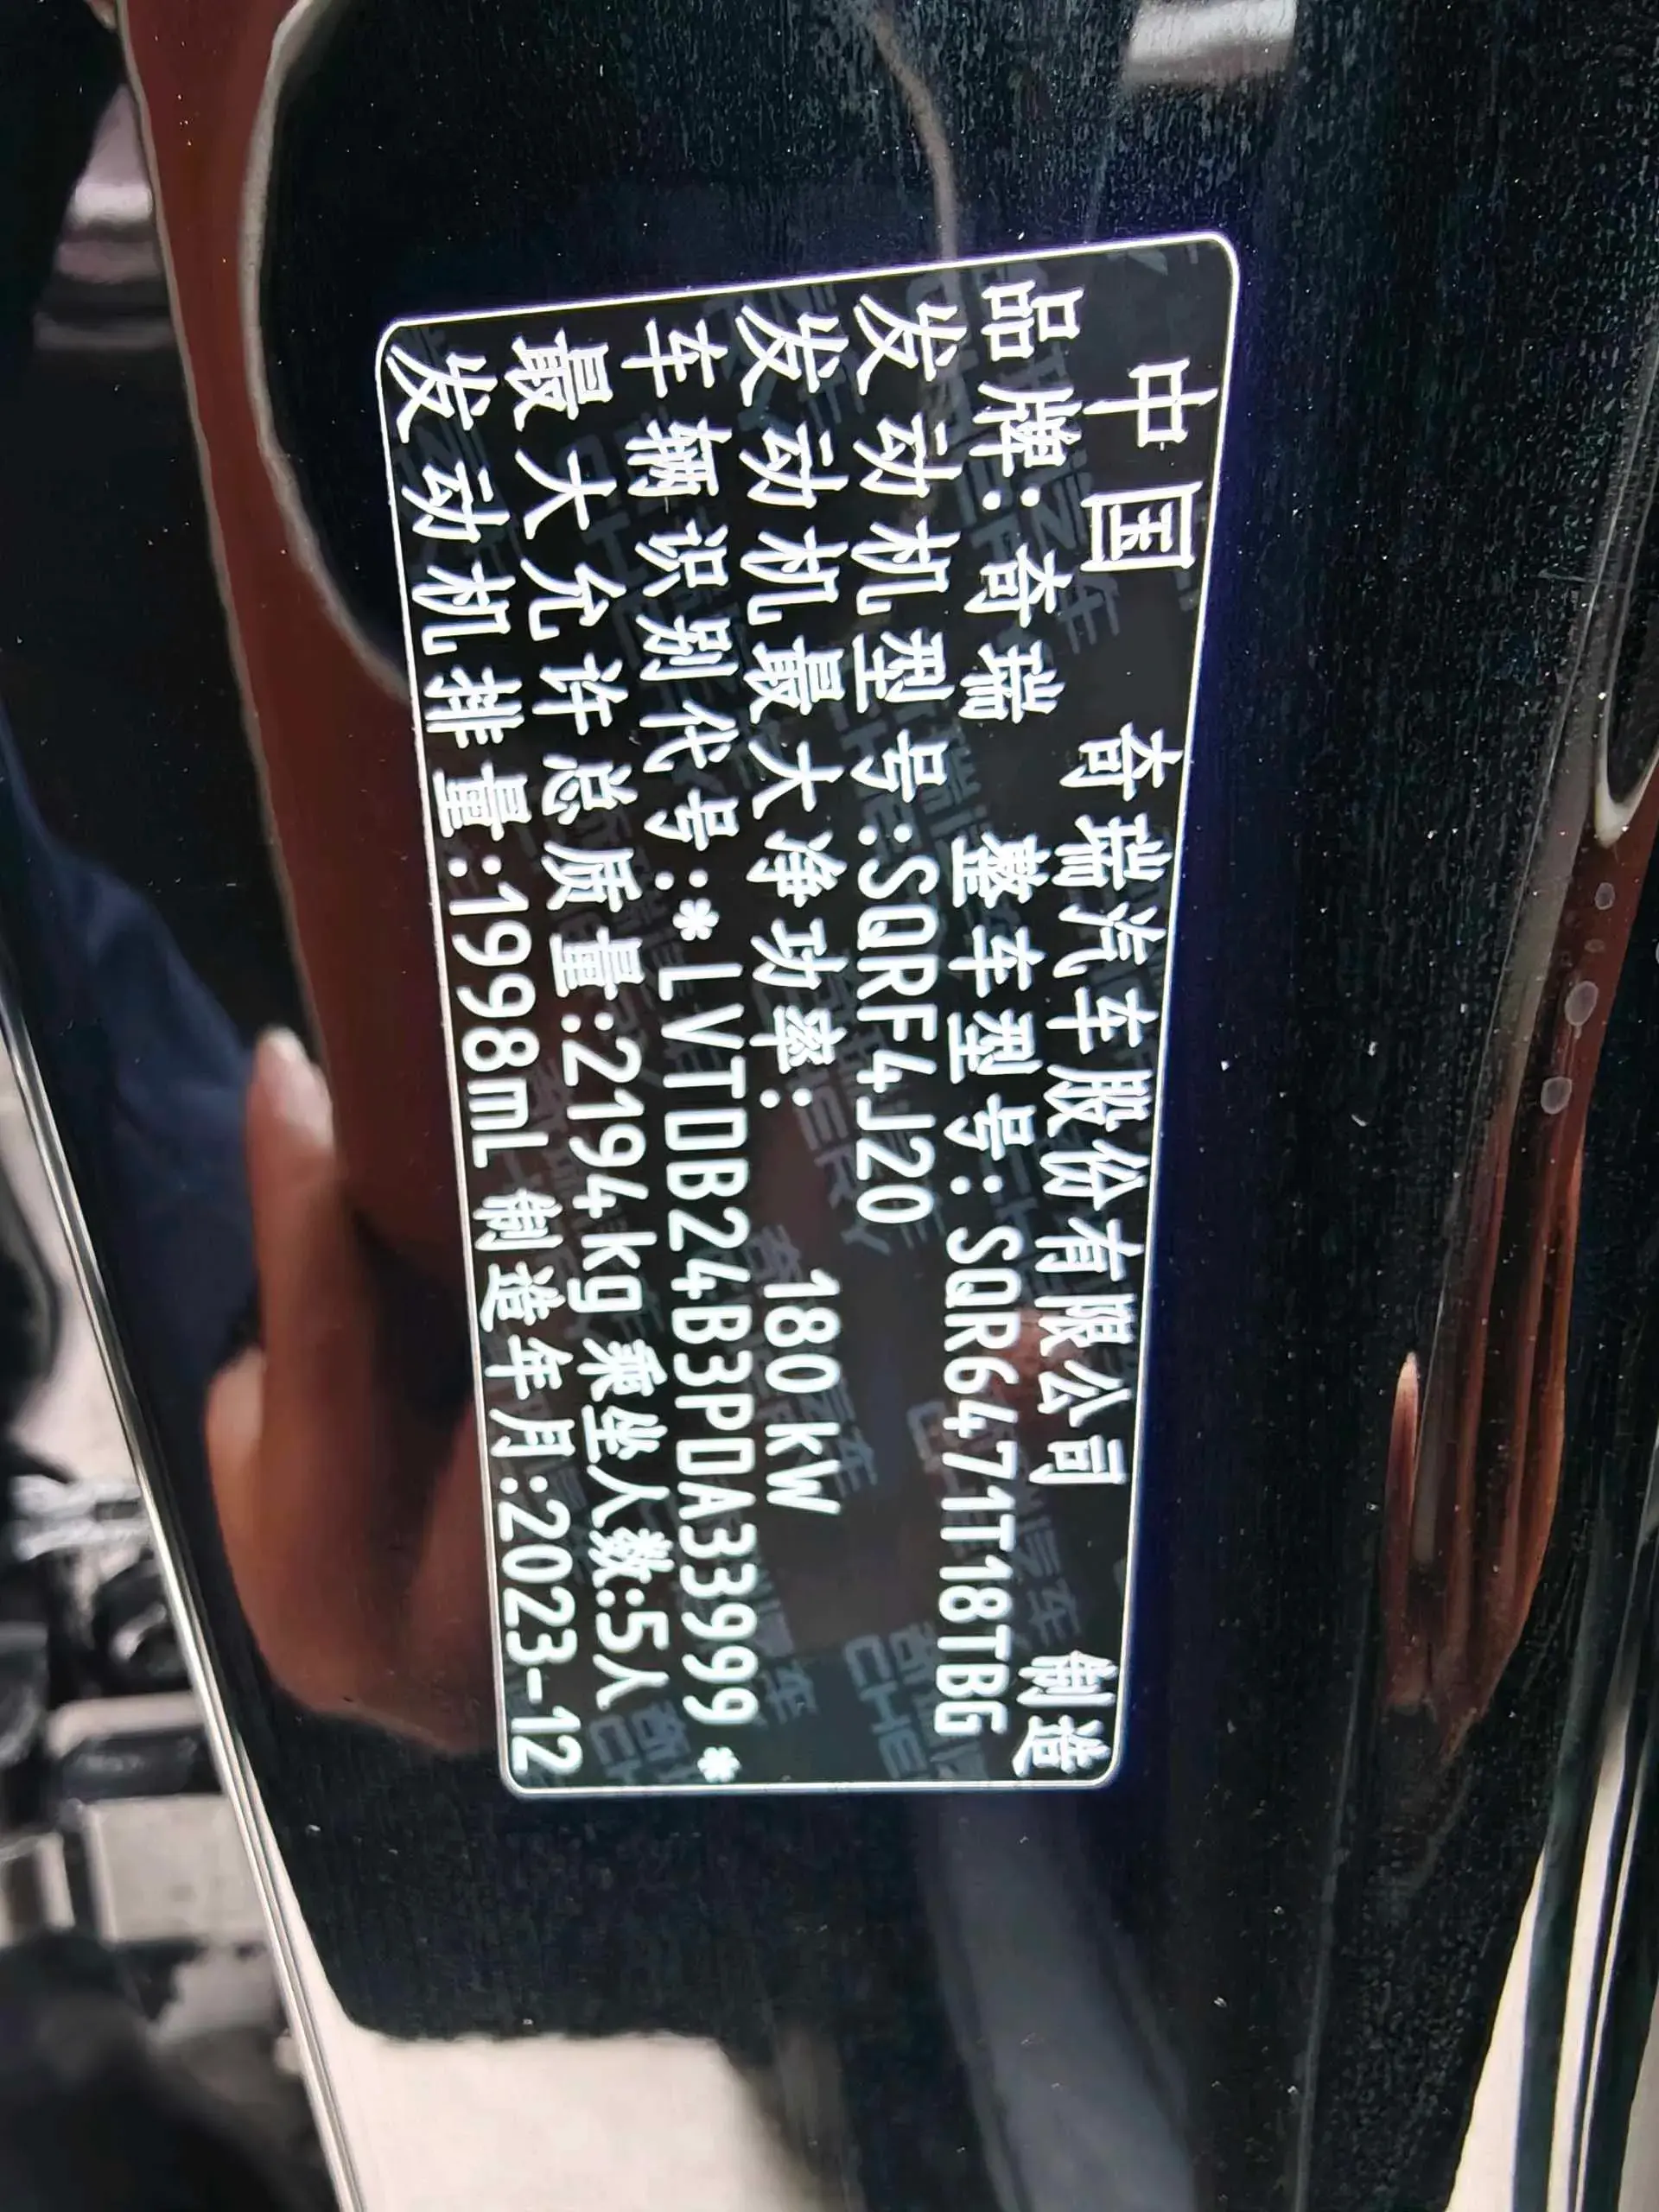 中国 奇瑞汽车股份有限公司 制造
品牌:奇瑞 整车型号:SQR6471T18TBG
发动机型号:SQRF4J20
发动机最大净功率: 180 kW
车辆识别代号:*LVTDB24B3PDA33999*
最大允许总质量:2194kg 乘坐人数:5人
发动机排量:1998mL 制造年月:2023-12